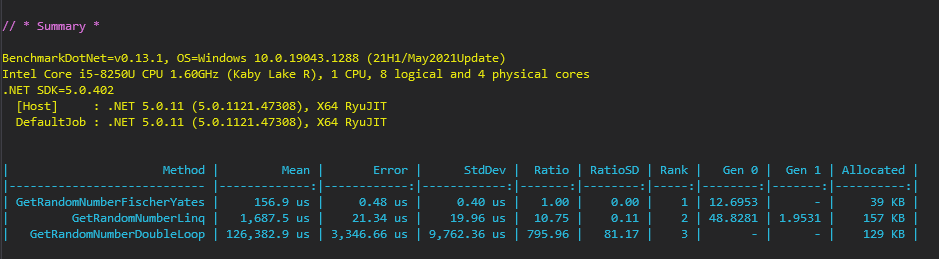 // * Summary *
BenchmarkDotNet=v0.13.1, OS=Windows 10.0.19043.1288 (21H1/May2021Update)
Intel Core i5-8250U CPU 1.60GHz (Kaby Lake R), 1 CPU, 8 logical and 4 physical cores
.NET SDK=5.0.402
  [Host]     : .NET 5.0.11 (5.0.1121.47308), X64 RyuJIT
  DefaultJob : .NET 5.0.11 (5.0.1121.47308), X64 RyuJIT
|                      Method |         Mean |       Error |      StdDev |  Ratio | RatioSD | Rank |   Gen 0 |  Gen 1 | Allocated |
|---------------------------- |-------------:|------------:|------------:|-------:|--------:|-----:|--------:|-------:|----------:|
| GetRandomNumberFischerYates |     156.9 us |     0.48 us |     0.40 us |   1.00 |    0.00 |    1 | 12.6953 |      - |     39 KB |
|         GetRandomNumberLinq |   1,687.5 us |    21.34 us |    19.96 us |  10.75 |    0.11 |    2 | 48.8281 | 1.9531 |    157 KB |
|   GetRandomNumberDoubleLoop | 126,382.9 us | 3,346.66 us | 9,762.36 us | 795.96 |   81.17 |    3 |       - |      - |    129 KB |